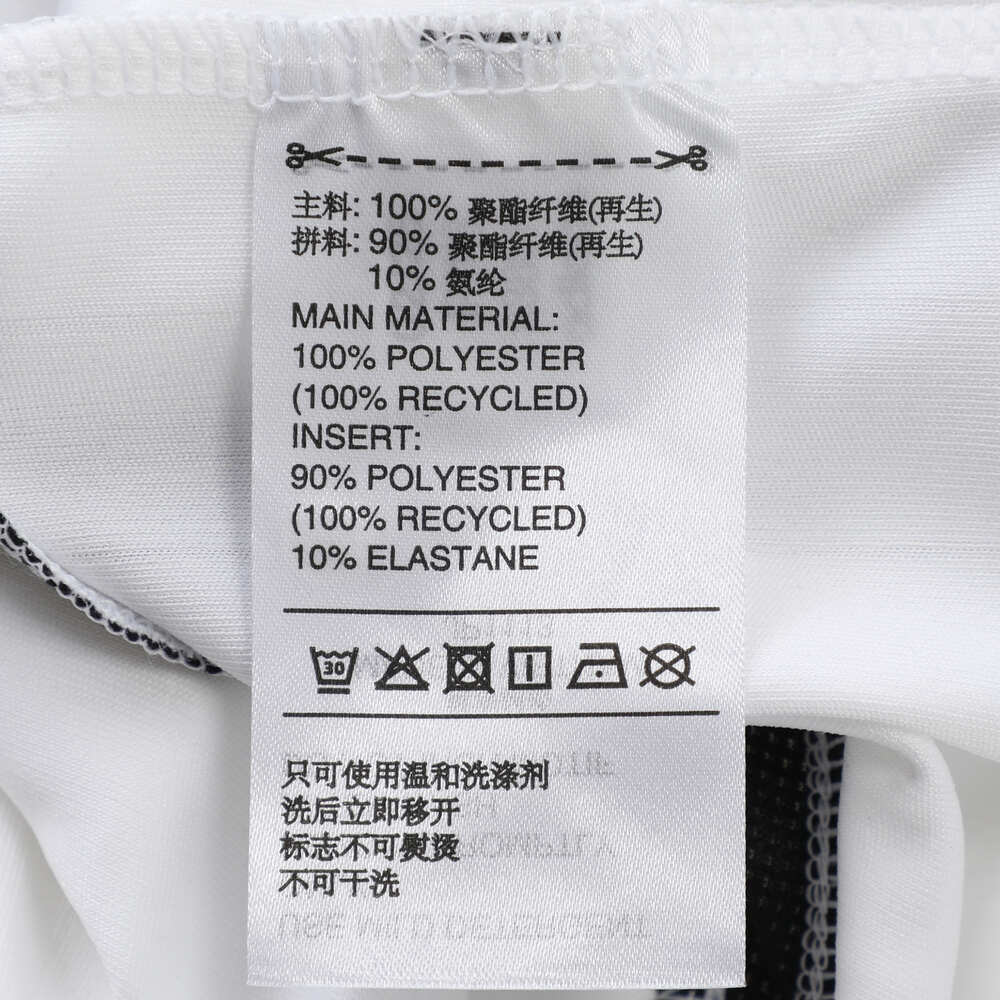 主料: 100% 聚酯纤维(再生)
拼料: 90% 聚酯纤维(再生)
10% 氨纶
MAIN MATERIAL:
100% POLYESTER
(100% RECYCLED)
INSERT:
90% POLYESTER
(100% RECYCLED)
10% ELASTANE
30
只可使用温和洗涤剂
洗后立即移开
标志不可熨烫
不可干洗